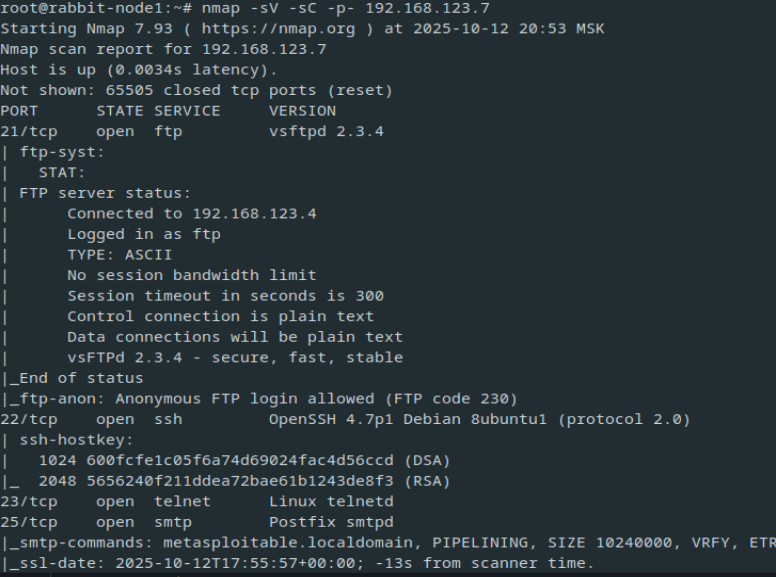 root@rabbit-node1:~# nmap -sV -sC -p- 192.168.123.7
Starting Nmap 7.93 ( https://nmap.org ) at 2025-10-12 20:53 MSK
Nmap scan report for 192.168.123.7
Host is up (0.0034s latency).
Not shown: 65505 closed tcp ports (reset)
PORT      STATE SERVICE     VERSION
21/tcp    open  ftp         vsftpd 2.3.4
| ftp-syst:
|   STAT:
| FTP server status:
|      Connected to 192.168.123.4
|      Logged in as ftp
|      TYPE: ASCII
|      No session bandwidth limit
|      Session timeout in seconds is 300
|      Control connection is plain text
|      Data connections will be plain text
|      vsFTPd 2.3.4 - secure, fast, stable
|_End of status
|_ftp-anon: Anonymous FTP login allowed (FTP code 230)
22/tcp    open  ssh         OpenSSH 4.7p1 Debian 8ubuntu1 (protocol 2.0)
| ssh-hostkey:
|   1024 600fcfe1c05f6a74d69024fac4d56ccd (DSA)
|_  2048 5656240f211ddea72bae61b1243de8f3 (RSA)
23/tcp    open  telnet      Linux telnetd
25/tcp    open  smtp        Postfix smtpd
|_smtp-commands: metasploitable.localdomain, PIPELINING, SIZE 10240000, VRFY, ETR
|_ssl-date: 2025-10-12T17:55:57+00:00; -13s from scanner time.